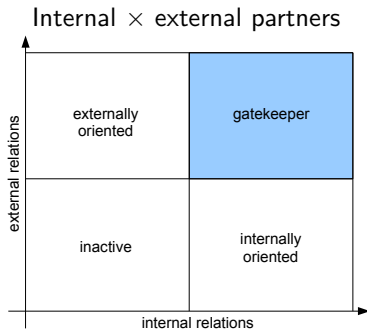 Internal × external partners
external relations
externally
oriented
gatekeeper
inactive
internally
oriented
internal relations